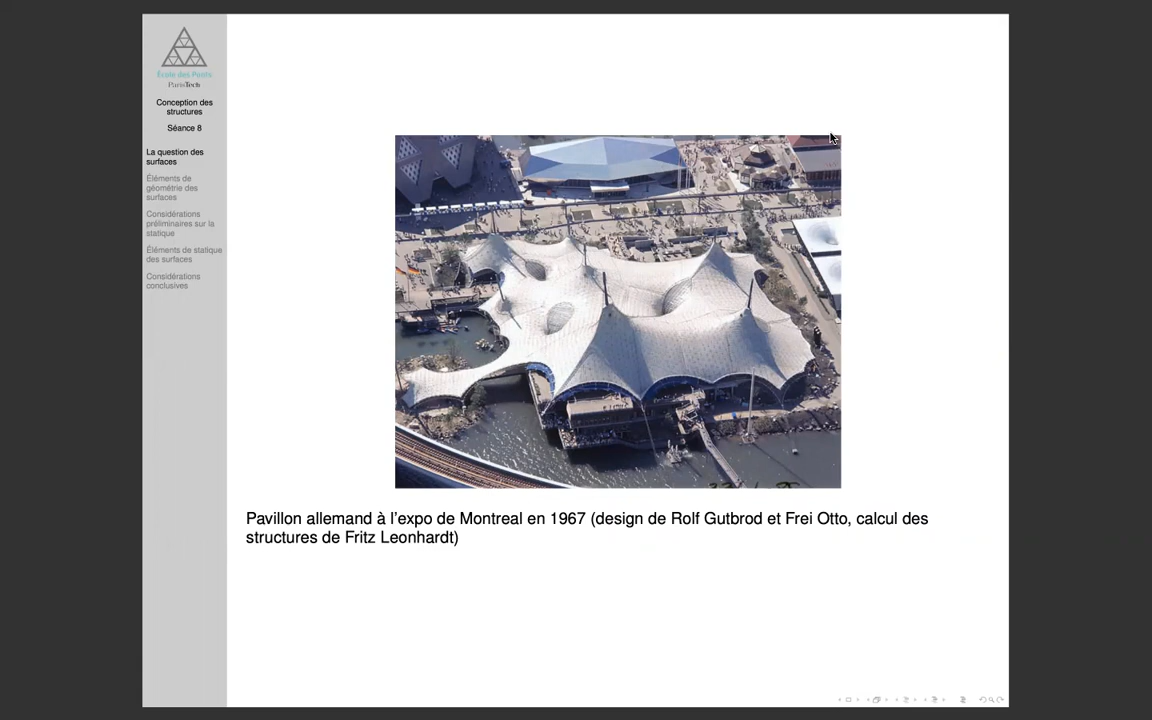 École des Ponts
ParisTech
Conception des
structures
Séance 8
La question des
surfaces
Éléments de
géométrie des
surfaces
Considérations
préliminaires sur la
statique
Éléments de statique
des surfaces
Considérations
conclusives
Pavillon allemand à l'expo de Montreal en 1967 (design de Rolf Gutbrod et Frei Otto, calcul des
structures de Fritz Leonhardt)